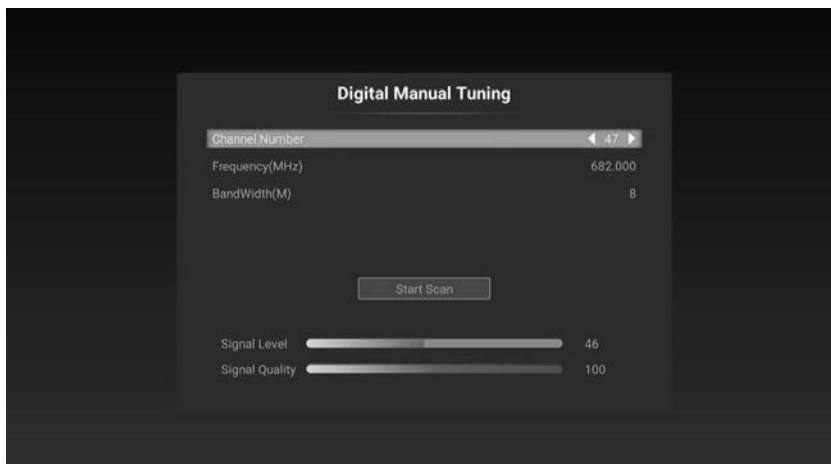 Digital Manual Tuning
Channel Number 47
Frequency(MHz) 682.000
BandWidth(M) 8
Start Scan
Signal Level 46
Signal Quality 100